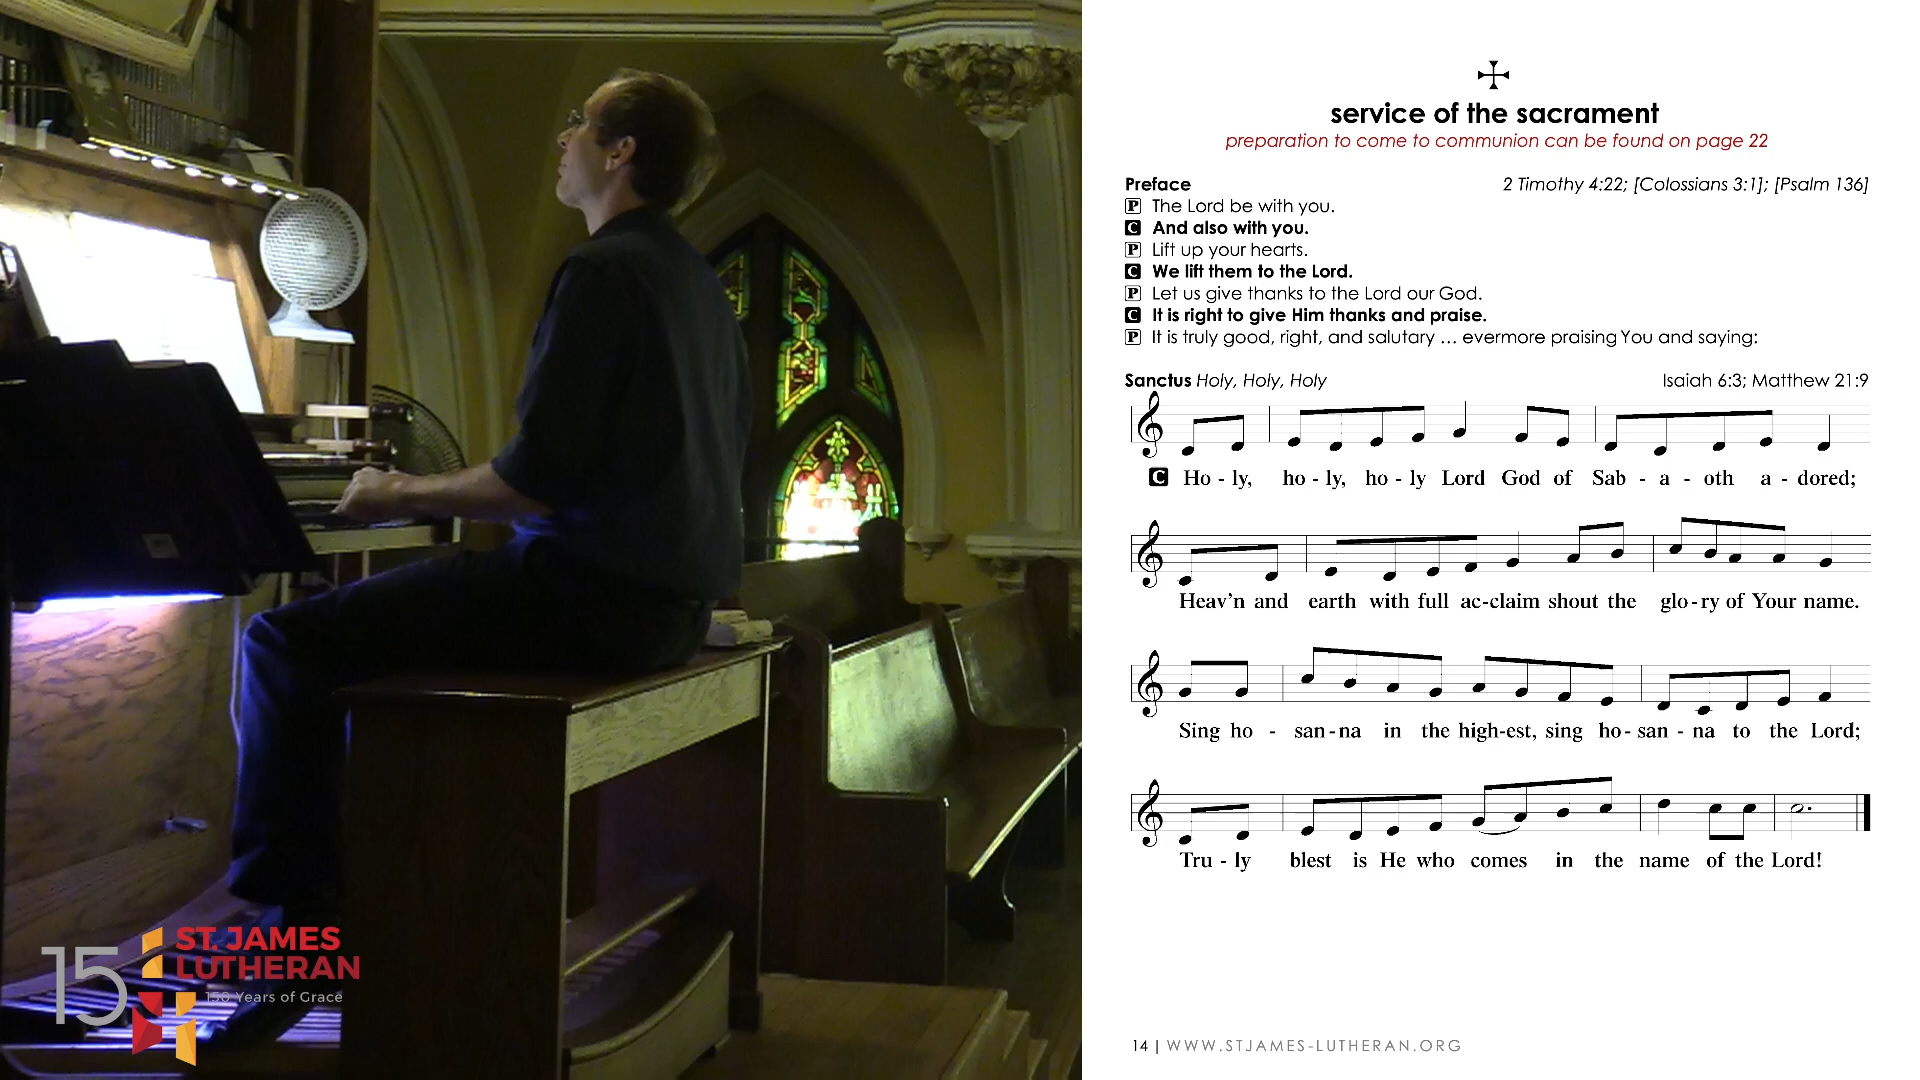 service of the sacrament
preparation to come to communion can be found on page 22
Preface 2 Timothy 4:22; [Colossians 3:1]; [Psalm 136]
P The Lord be with you.
C And also with you.
P Lift up your hearts.
C We lift them to the Lord.
P Let us give thanks to the Lord our God.
C It is right to give Him thanks and praise.
P It is truly good, right, and salutary … evermore praising You and saying:
Sanctus Holy, Holy, Holy Isaiah 6:3; Matthew 21:9
C Ho - ly, ho - ly, ho - ly Lord God of Sab - a - oth a - dored;
Heav’n and earth with full ac-claim shout the glo - ry of Your name.
Sing ho - san - na in the high-est, sing ho - san - na to the Lord;
Tru - ly blest is He who comes in the name of the Lord!
14 | WWW.STJAMES-LUTHERAN.ORG
15
ST. JAMES
LUTHERAN
150 Years of Grace